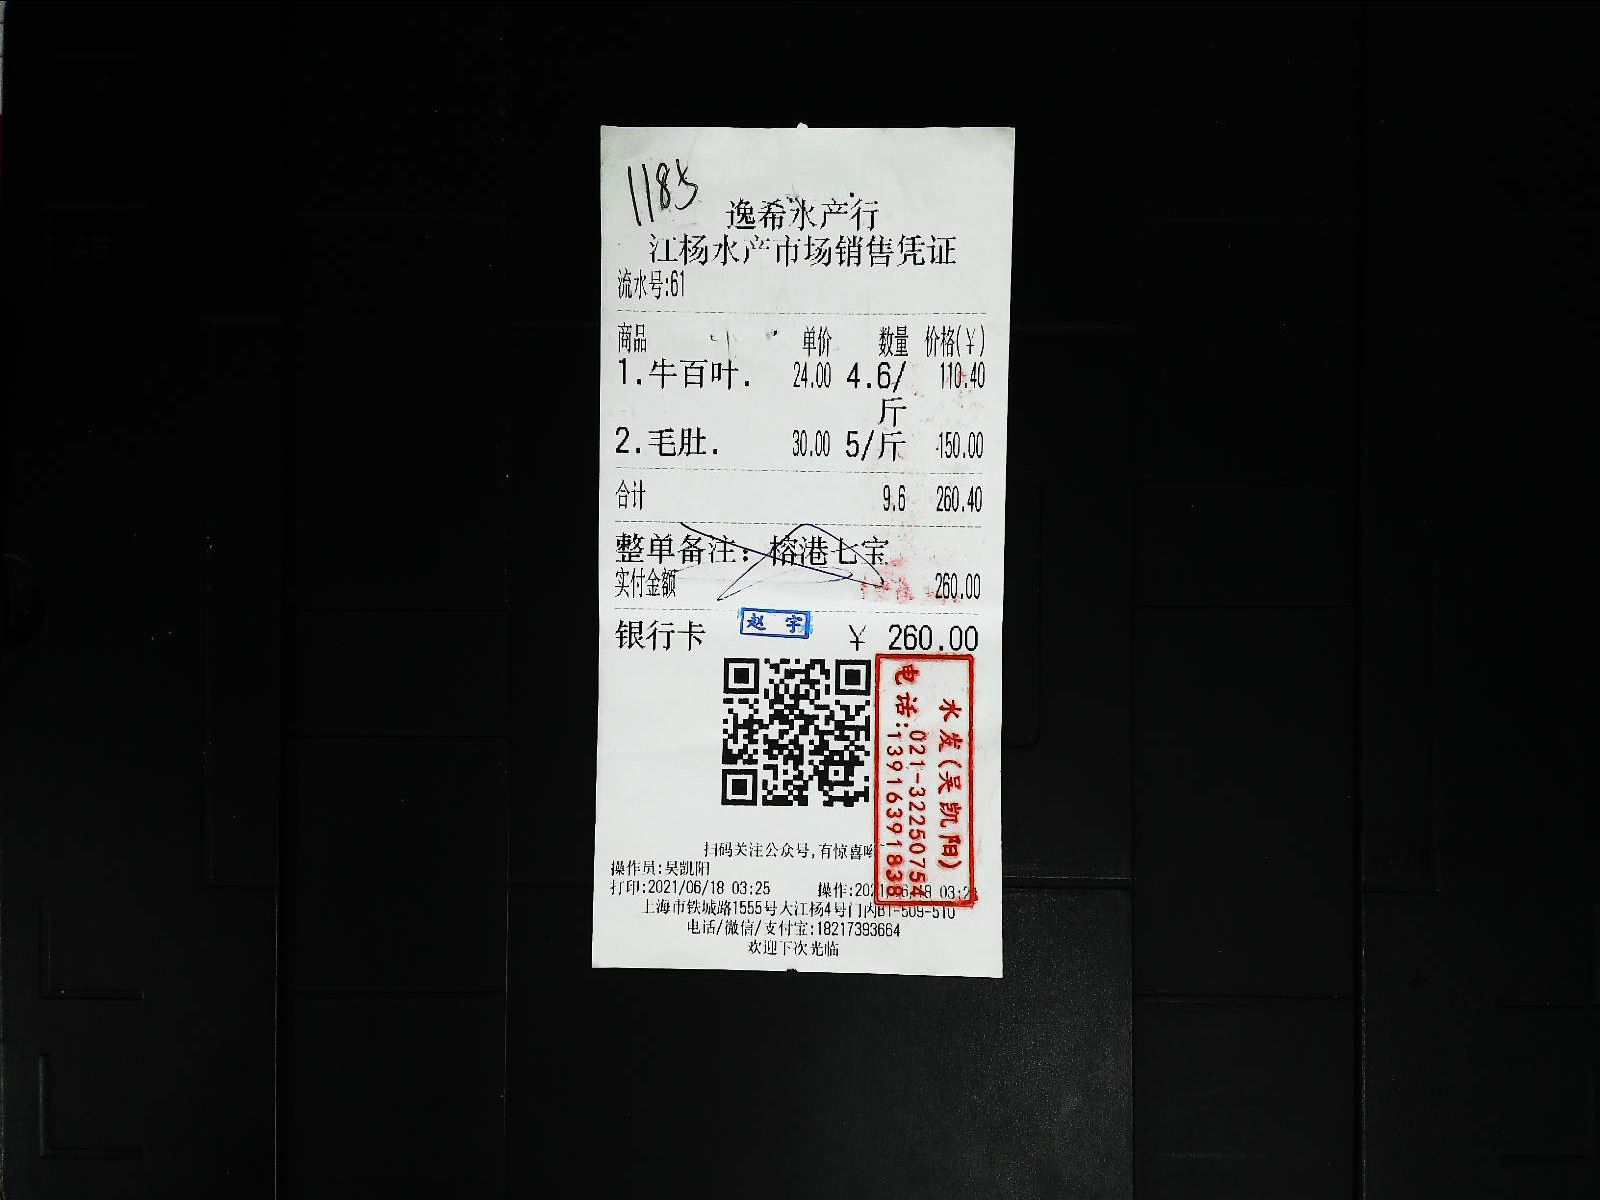 1185
逸希水产行
江杨水产市场销售凭证
流水号:61
商品 单价 数量 价格(¥)
1.牛百叶. 24.00 4.6/斤 110.40
2.毛肚. 30.00 5/斤 150.00
合计 9.6 260.40
整单备注: 榕港七宝
实付金额 260.00
赵宇
银行卡 ¥ 260.00
水发(吴凯阳)
电话:021-32250754
13916391838
扫码关注公众号,有惊喜
操作员:吴凯阳
打印:2021/06/18 03:25 操作:2021/06/18 03:2
上海市铁城路1555号大江杨4号门内B1-509-510
电话/微信/支付宝:18217393664
欢迎下次光临